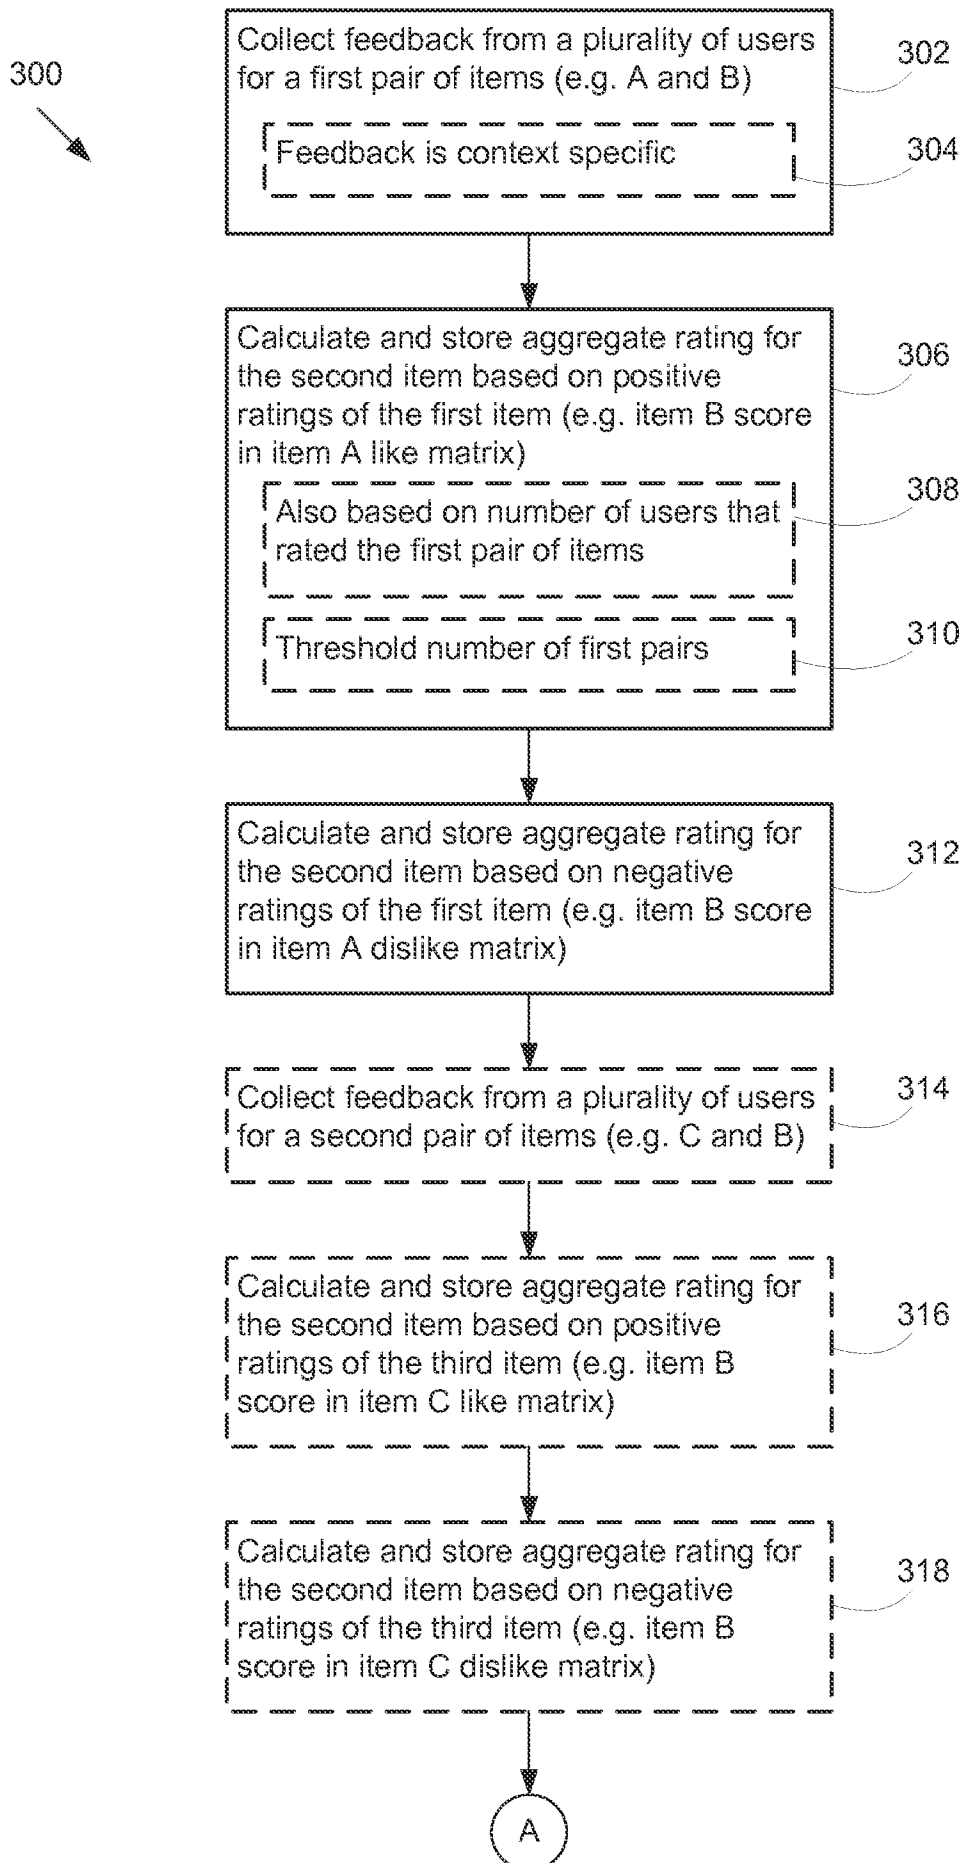 300
Collect feedback from a plurality of users
for a first pair of items (e.g. A and B)
302
Feedback is context specific
304
Calculate and store aggregate rating for
the second item based on positive
ratings of the first item (e.g. item B score
in item A like matrix)
306
Also based on number of users that
rated the first pair of items
308
Threshold number of first pairs
310
Calculate and store aggregate rating for
the second item based on negative
ratings of the first item (e.g. item B score
in item A dislike matrix)
312
Collect feedback from a plurality of users
for a second pair of items (e.g. C and B)
314
Calculate and store aggregate rating for
the second item based on positive
ratings of the third item (e.g. item B
score in item C like matrix)
316
Calculate and store aggregate rating for
the second item based on negative
ratings of the third item (e.g. item B
score in item C dislike matrix)
318
A